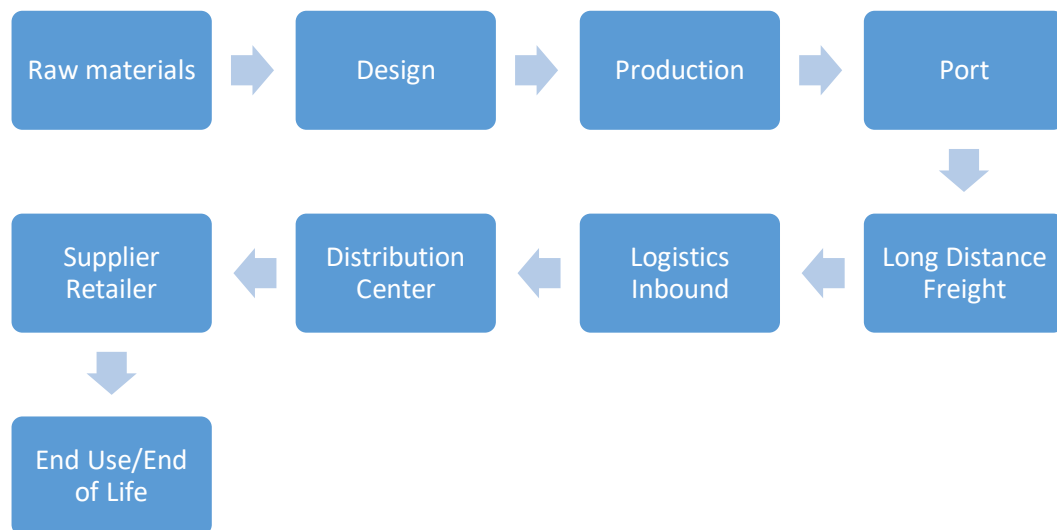 Raw materials
Design
Production
Port
Long Distance
Freight
Logistics
Inbound
Distribution
Center
Supplier
Retailer
End Use/End
of Life